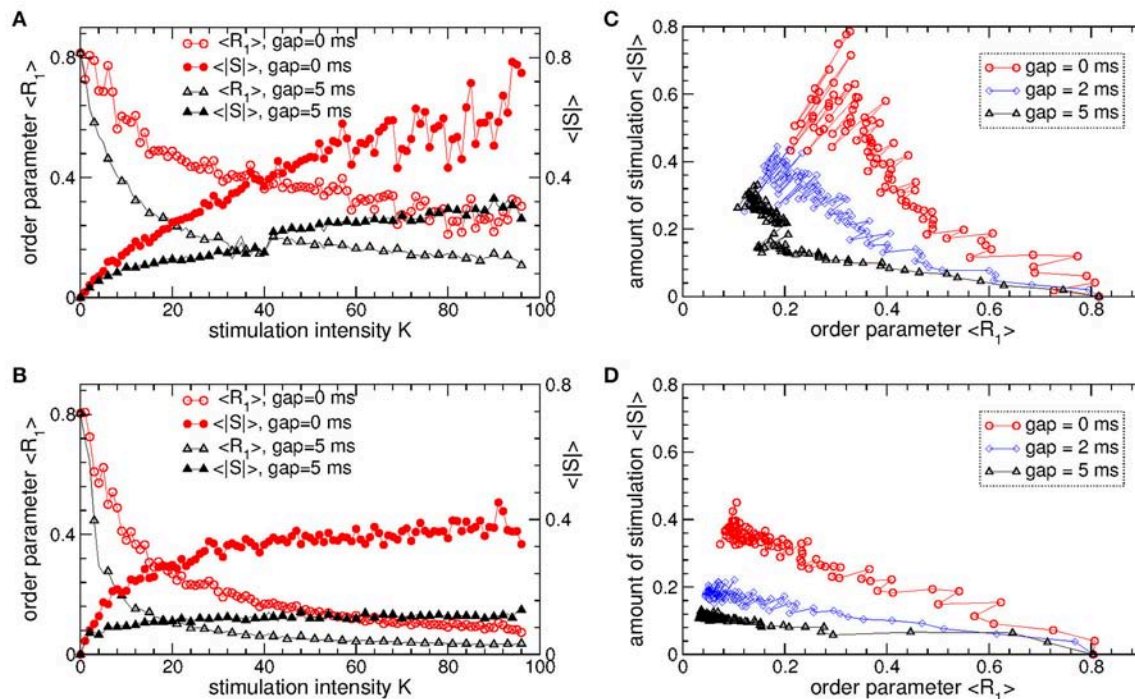 A
<R1>, gap=0 ms
<|S|>, gap=0 ms
<R1>, gap=5 ms
<|S|>, gap=5 ms
order parameter <R1>
0.8
0.4
0
0.8
0.4
0
<|S|>
0 20 40 60 80 100
stimulation intensity K
B
<R1>, gap=0 ms
<|S|>, gap=0 ms
<R1>, gap=5 ms
<|S|>, gap=5 ms
order parameter <R1>
0.8
0.4
0
0.8
0.4
0
<|S|>
0 20 40 60 80 100
stimulation intensity K
C
gap = 0 ms
gap = 2 ms
gap = 5 ms
amount of stimulation <|S|>
0.8
0.6
0.4
0.2
0
0 0.2 0.4 0.6 0.8
order parameter <R1>
D
gap = 0 ms
gap = 2 ms
gap = 5 ms
amount of stimulation <|S|>
0.8
0.6
0.4
0.2
0
0 0.2 0.4 0.6 0.8
order parameter <R1>